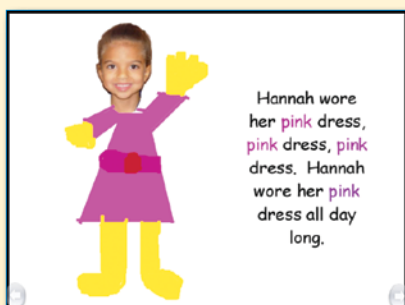 Hannah wore
her pink dress,
pink dress, pink
dress. Hannah
wore her pink
dress all day
long.